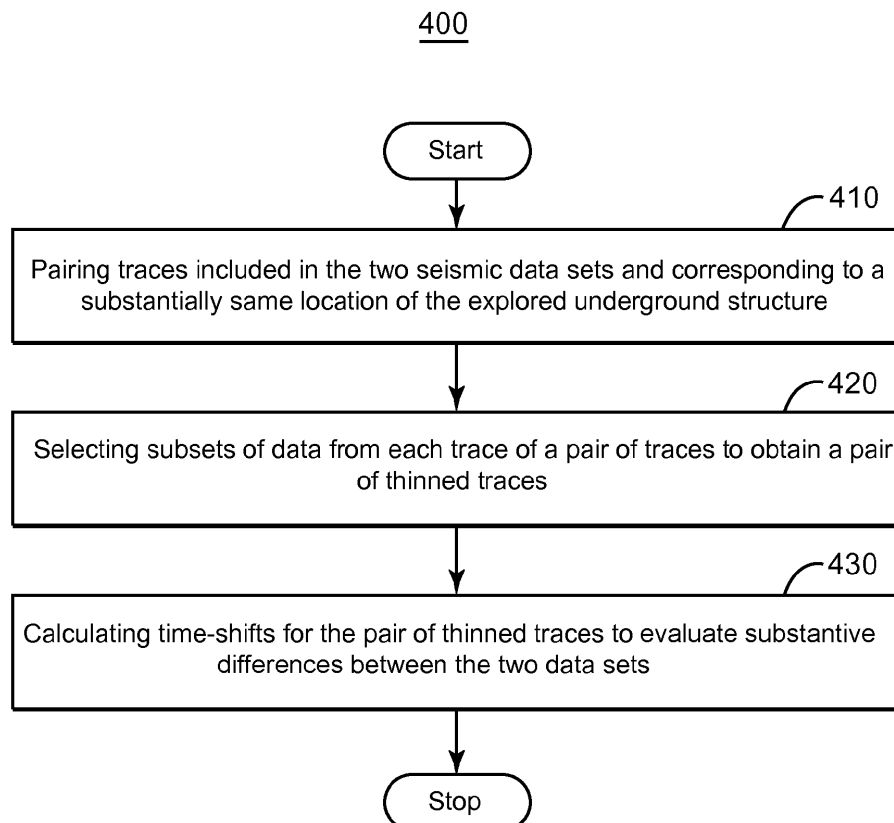 400
Start
410
Pairing traces included in the two seismic data sets and corresponding to a
substantially same location of the explored underground structure
420
Selecting subsets of data from each trace of a pair of traces to obtain a pair
of thinned traces
430
Calculating time-shifts for the pair of thinned traces to evaluate substantive
differences between the two data sets
Stop